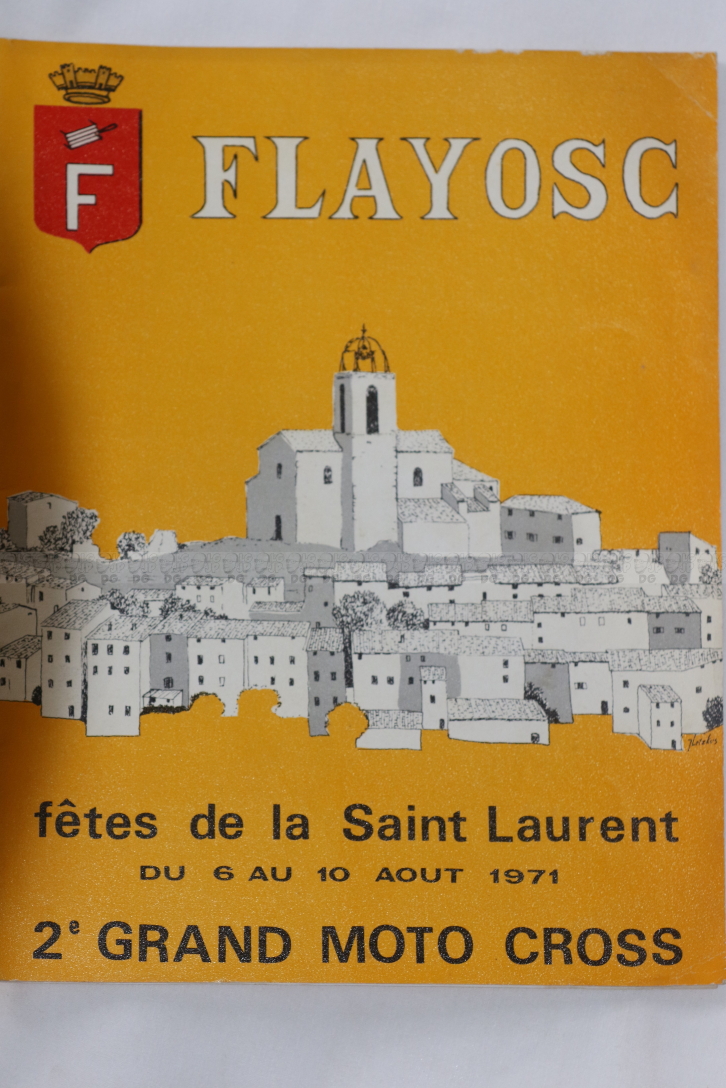 F
FLAYOSC
fêtes de la Saint Laurent
DU 6 AU 10 AOUT 1971
2e GRAND MOTO CROSS